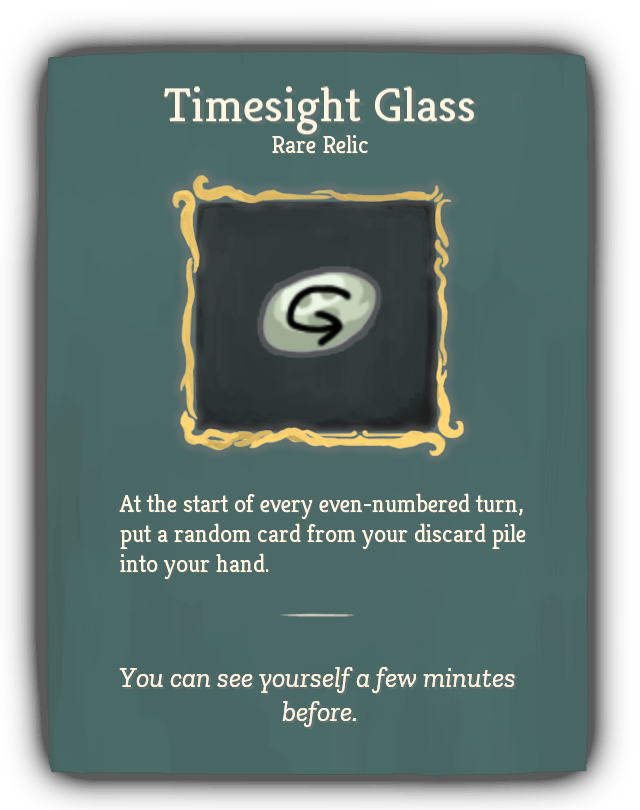 Timesight Glass
Rare Relic
At the start of every even-numbered turn,
put a random card from your discard pile
into your hand.
You can see yourself a few minutes
before.